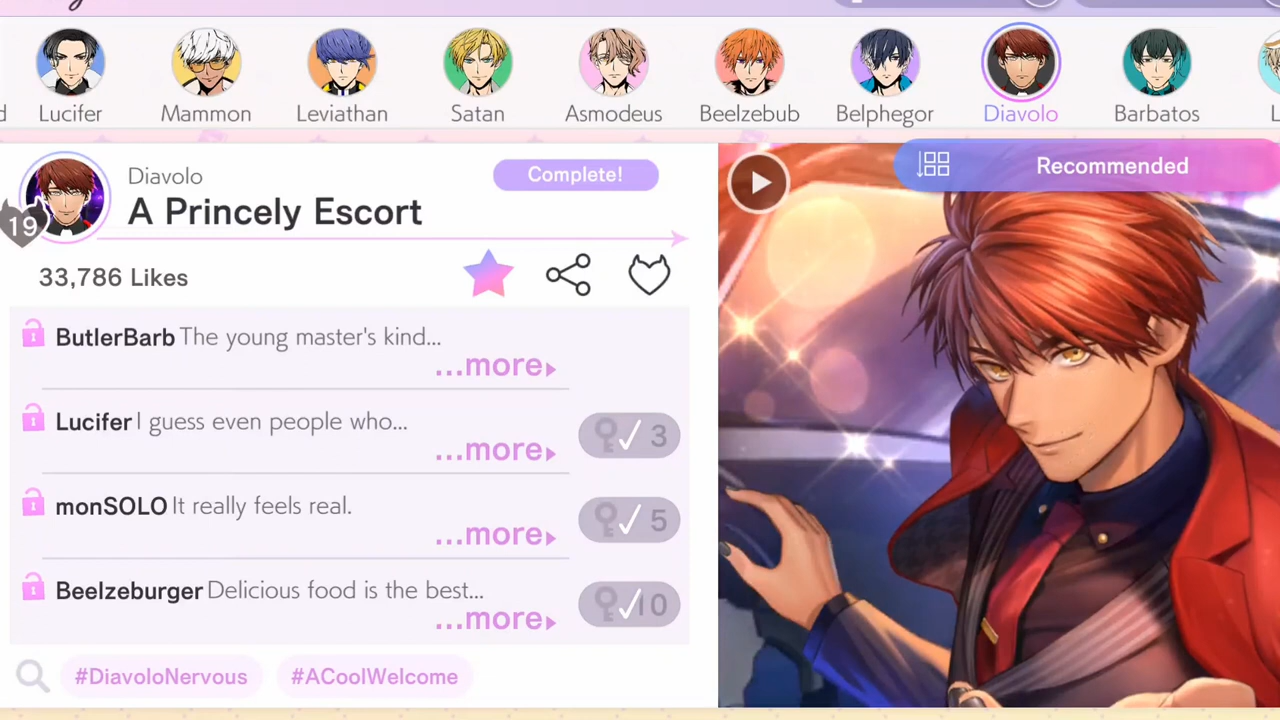 Lucifer Mammon Leviathan Satan Asmodeus Beelzebub Belphegor Diavolo Barbatos
Recommended
Diavolo
Complete!
A Princely Escort
19
33,786 Likes
ButlerBarb The young master's kind...
...more
Lucifer I guess even people who...
...more
3
monSOLO It really feels real.
...more
5
Beelzeburger Delicious food is the best...
...more
10
#DiavoloNervous #ACoolWelcome